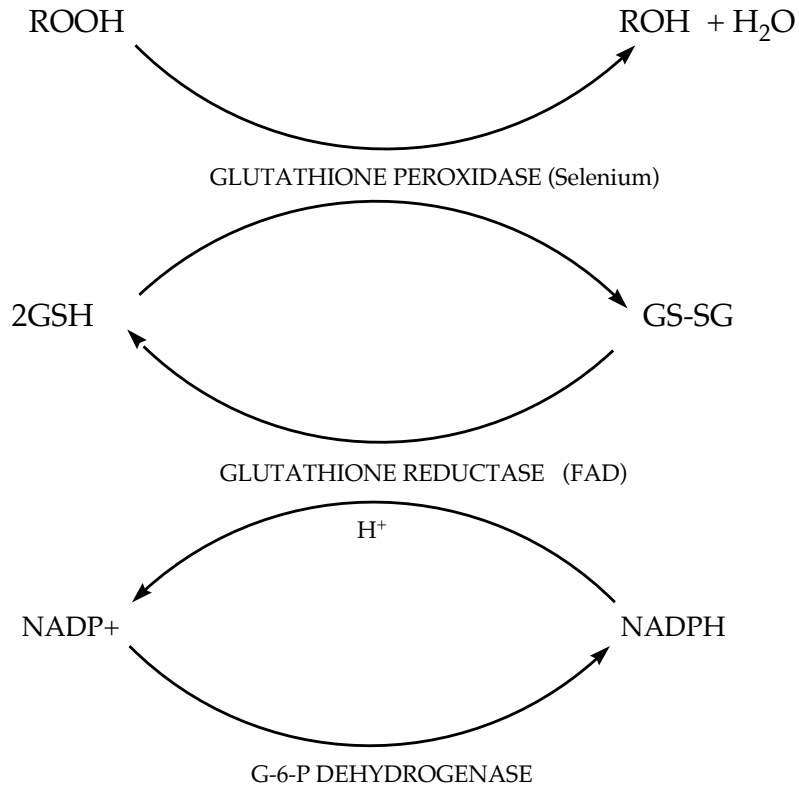 ROOH ROH + H₂O
GLUTATHIONE PEROXIDASE (Selenium)
2GSH GS-SG
GLUTATHIONE REDUCTASE (FAD)
H⁺
NADP+ NADPH
G-6-P DEHYDROGENASE